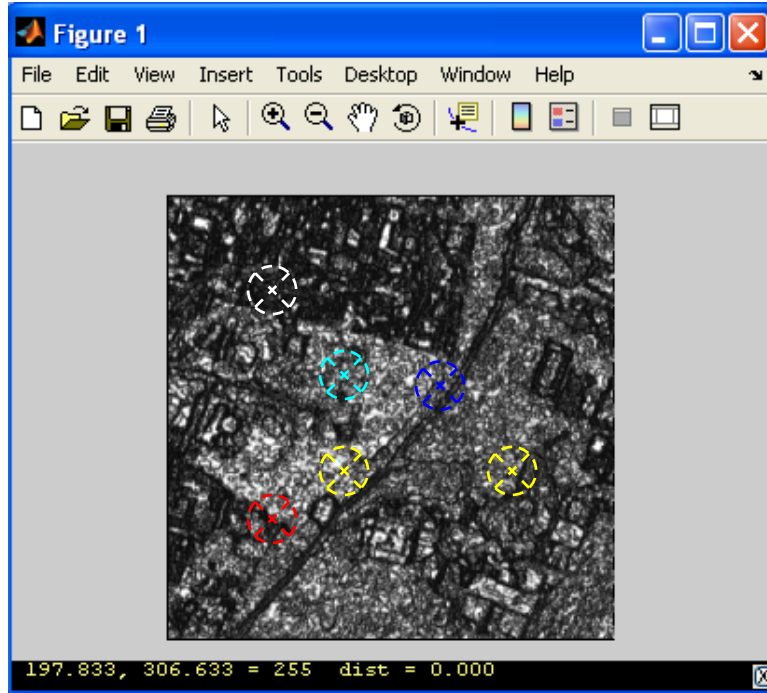 Figure 1
File Edit View Insert Tools Desktop Window Help
197.833, 306.633 = 255 dist = 0.000